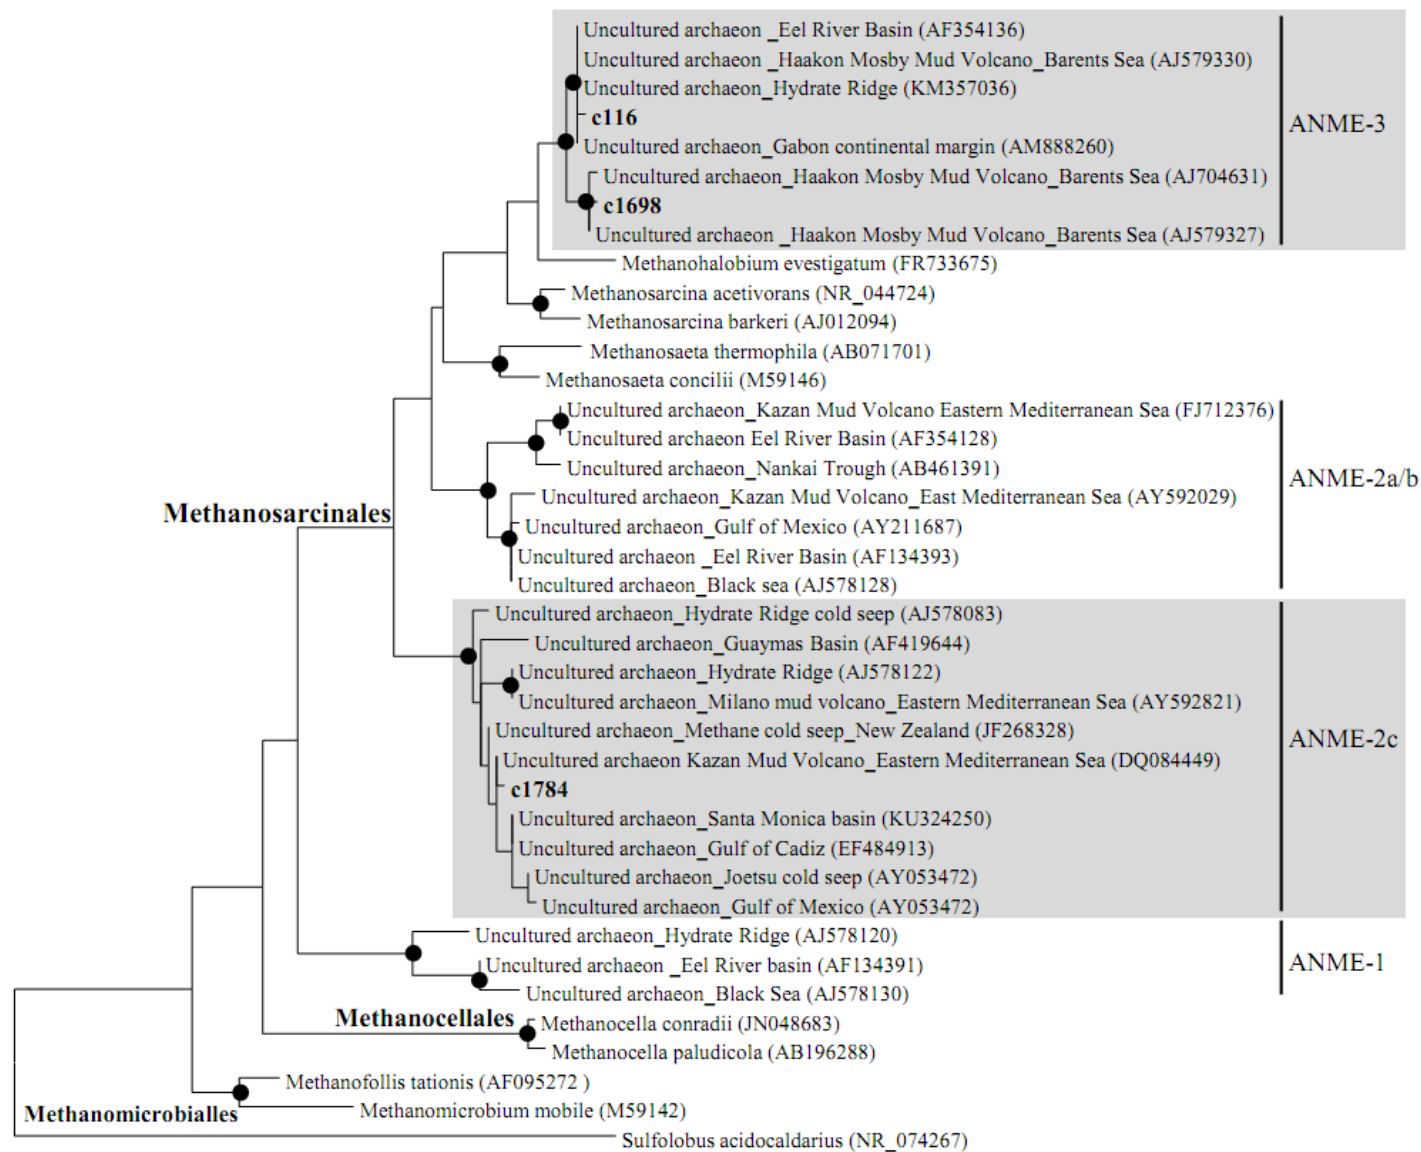 Uncultured archaeon _Eel River Basin (AF354136)
Uncultured archaeon _Haakon Mosby Mud Volcano_Barents Sea (AJ579330)
Uncultured archaeon_Hydrate Ridge (KM357036)
c116
ANME-3
Uncultured archaeon_Gabon continental margin (AM888260)
Uncultured archaeon_Haakon Mosby Mud Volcano_Barents Sea (AJ704631)
c1698
Uncultured archaeon _Haakon Mosby Mud Volcano_Barents Sea (AJ579327)
Methanohalobium evestigatum (FR733675)
Methanosarcina acetivorans (NR_044724)
Methanosarcina barkeri (AJ012094)
Methanosaeta thermophila (AB071701)
Methanosaeta concilii (M59146)
Uncultured archaeon_Kazan Mud Volcano Eastern Mediterranean Sea (FJ712376)
Uncultured archaeon Eel River Basin (AF354128)
Uncultured archaeon_Nankai Trough (AB461391)
ANME-2a/b
Uncultured archaeon_Kazan Mud Volcano_East Mediterranean Sea (AY592029)
Methanosarcinales
Uncultured archaeon_Gulf of Mexico (AY211687)
Uncultured archaeon _Eel River Basin (AF134393)
Uncultured archaeon_Black sea (AJ578128)
Uncultured archaeon_Hydrate Ridge cold seep (AJ578083)
Uncultured archaeon_Guaymas Basin (AF419644)
Uncultured archaeon_Hydrate Ridge (AJ578122)
Uncultured archaeon_Milano mud volcano_Eastern Mediterranean Sea (AY592821)
Uncultured archaeon_Methane cold seep_New Zealand (JF268328)
ANME-2c
Uncultured archaeon Kazan Mud Volcano_Eastern Mediterranean Sea (DQ084449)
c1784
Uncultured archaeon_Santa Monica basin (KU324250)
Uncultured archaeon_Gulf of Cadiz (EF484913)
Uncultured archaeon_Joetsu cold seep (AY053472)
Uncultured archaeon_Gulf of Mexico (AY053472)
Uncultured archaeon_Hydrate Ridge (AJ578120)
Uncultured archaeon _Eel River basin (AF134391)
ANME-1
Uncultured archaeon_Black Sea (AJ578130)
Methanocellales
Methanocella conradii (JN048683)
Methanocella paludicola (AB196288)
Methanofollis tationis (AF095272 )
Methanomicrobialles
Methanomicrobium mobile (M59142)
Sulfolobus acidocaldarius (NR_074267)